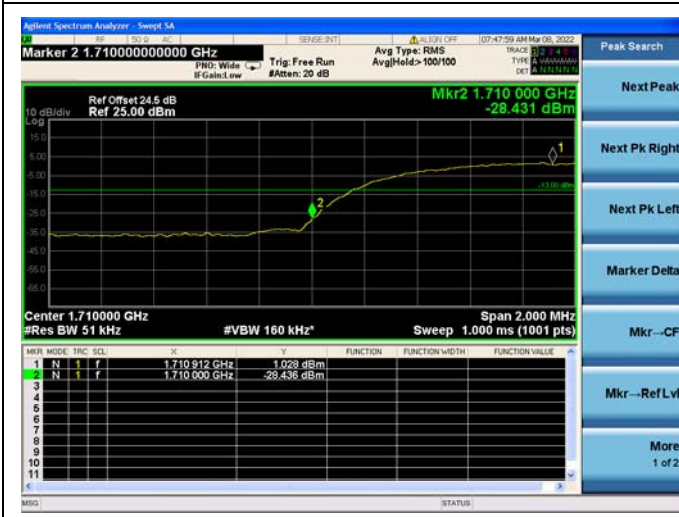 Agilent Spectrum Analyzer - Swept SA
RF 50 Ω AC SENSE:INT ALIGN OFF 07:47:59 AM Mar 08, 2022
Marker 2 1.710000000000 GHz
PNO: Wide Trig: Free Run Avg Type: RMS TRACE 1 2 3 4 5 6
IFGain:Low #Atten: 20 dB Avg|Hold:>100/100 TYPE A
DET A N N N N N
Ref Offset 24.5 dB Mkr2 1.710 000 GHz
10 dB/div Ref 25.00 dBm -28.431 dBm
Log
15.0
5.00
-5.00
-15.0
-25.0
-35.0
-45.0
-55.0
-65.0
1
-13.00 dBm
2
Center 1.710000 GHz Span 2.000 MHz
#Res BW 51 kHz #VBW 160 kHz* Sweep 1.000 ms (1001 pts)
MKR MODE TRC SCL X Y FUNCTION FUNCTION WIDTH FUNCTION VALUE
1 N 1 f 1.710 912 GHz 1.028 dBm
2 N 1 f 1.710 000 GHz -28.436 dBm
3
4
5
6
7
8
9
10
11
MSG STATUS
Peak Search
Next Peak
Next Pk Right
Next Pk Left
Marker Delta
Mkr→CF
Mkr→Ref Lvl
More
1 of 2